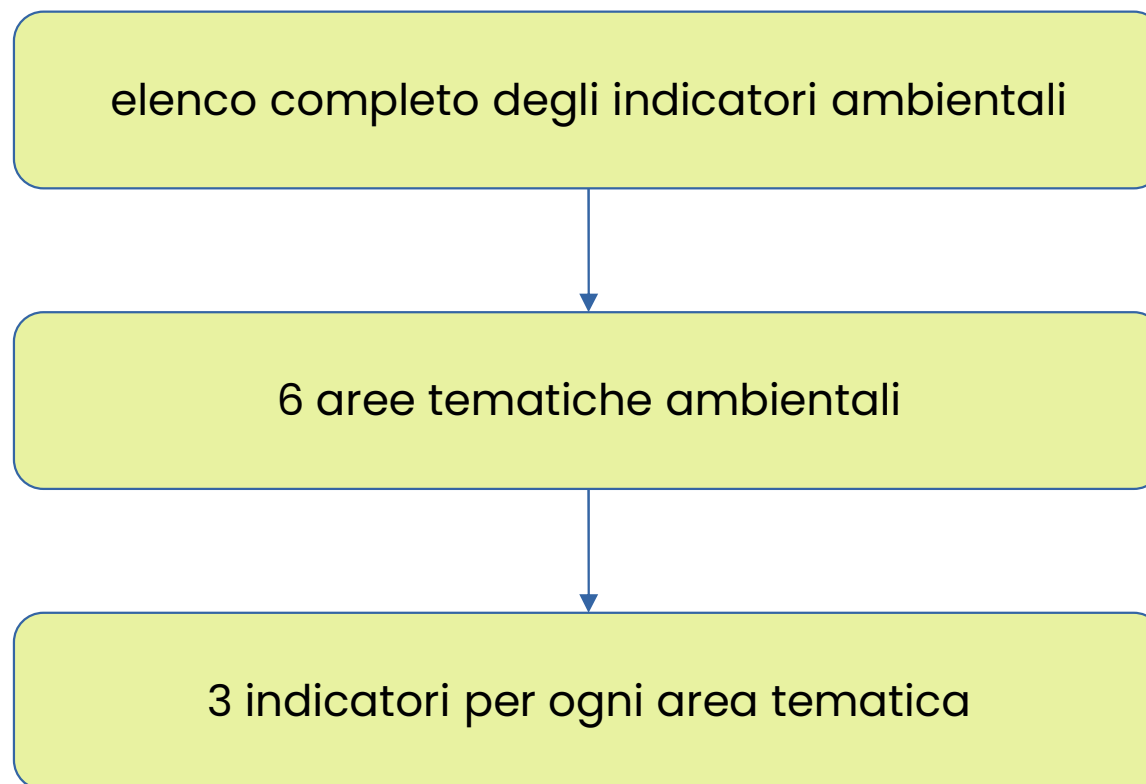 elenco completo degli indicatori ambientali
6 aree tematiche ambientali
3 indicatori per ogni area tematica